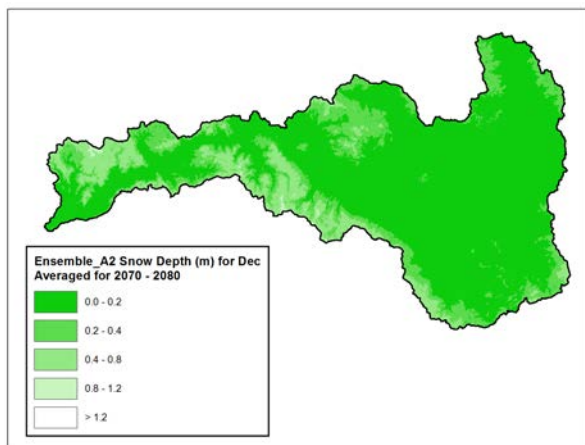 Ensemble_A2 Snow Depth (m) for Dec
Averaged for 2070 - 2080
0.0 - 0.2
0.2 - 0.4
0.4 - 0.8
0.8 - 1.2
> 1.2